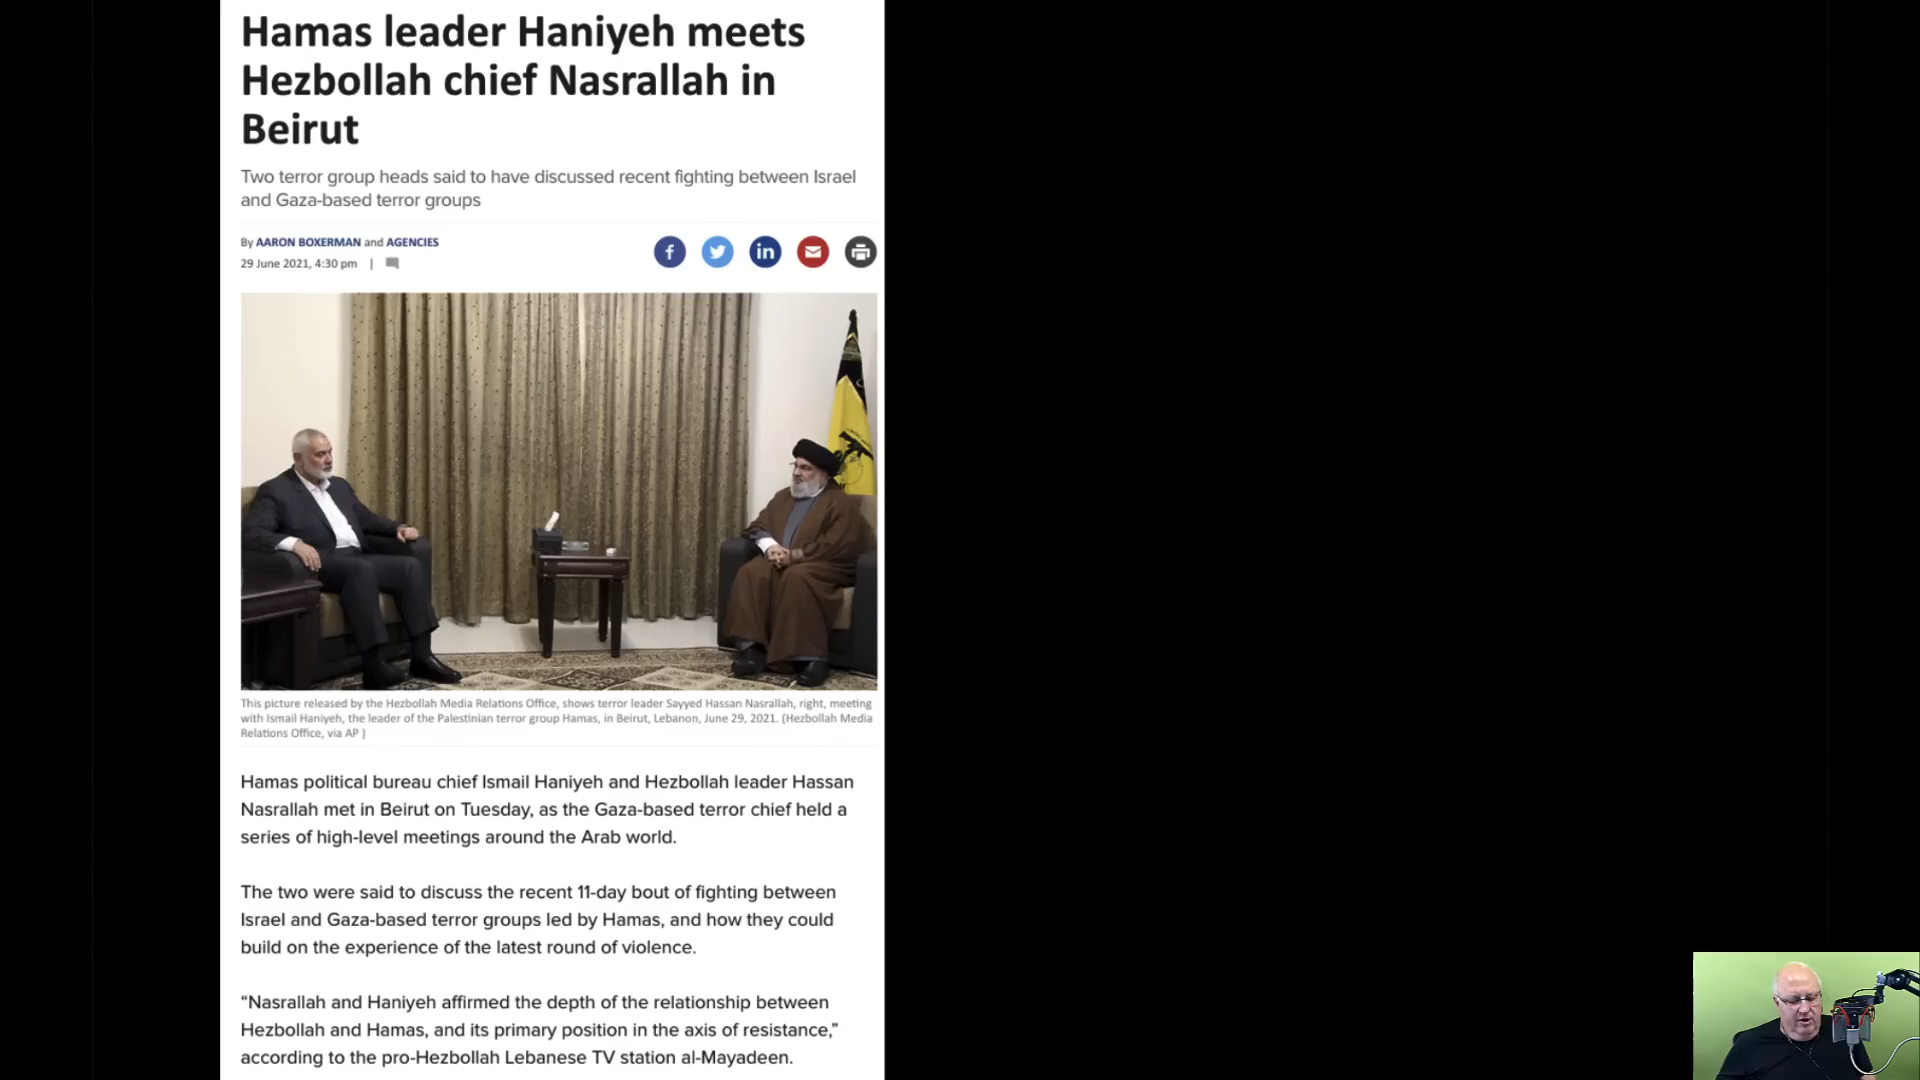 Hamas leader Haniyeh meets
Hezbollah chief Nasrallah in
Beirut
Two terror group heads said to have discussed recent fighting between Israel
and Gaza-based terror groups
By AARON BOXERMAN and AGENCIES
29 June 2021, 4:30 pm |
f
in
This picture released by the Hezbollah Media Relations Office, shows terror leader Sayyed Hassan Nasrallah, right, meeting
with Ismail Haniyeh, the leader of the Palestinian terror group Hamas, in Beirut, Lebanon, June 29, 2021. (Hezbollah Media
Relations Office, via AP )
Hamas political bureau chief Ismail Haniyeh and Hezbollah leader Hassan
Nasrallah met in Beirut on Tuesday, as the Gaza-based terror chief held a
series of high-level meetings around the Arab world.
The two were said to discuss the recent 11-day bout of fighting between
Israel and Gaza-based terror groups led by Hamas, and how they could
build on the experience of the latest round of violence.
“Nasrallah and Haniyeh affirmed the depth of the relationship between
Hezbollah and Hamas, and its primary position in the axis of resistance,”
according to the pro-Hezbollah Lebanese TV station al-Mayadeen.